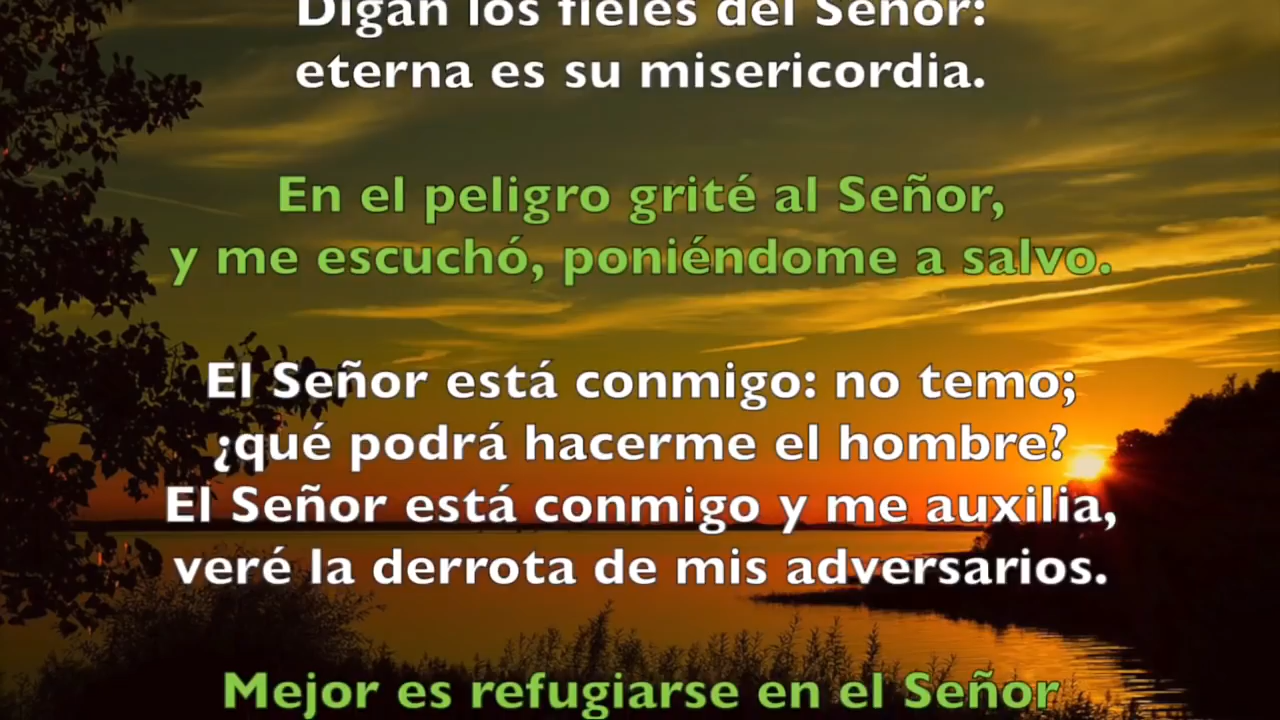 Digan los fieles del Señor:
eterna es su misericordia.
En el peligro grité al Señor,
y me escuchó, poniéndome a salvo.
El Señor está conmigo: no temo;
¿qué podrá hacerme el hombre?
El Señor está conmigo y me auxilia,
veré la derrota de mis adversarios.
Mejor es refugiarse en el Señor